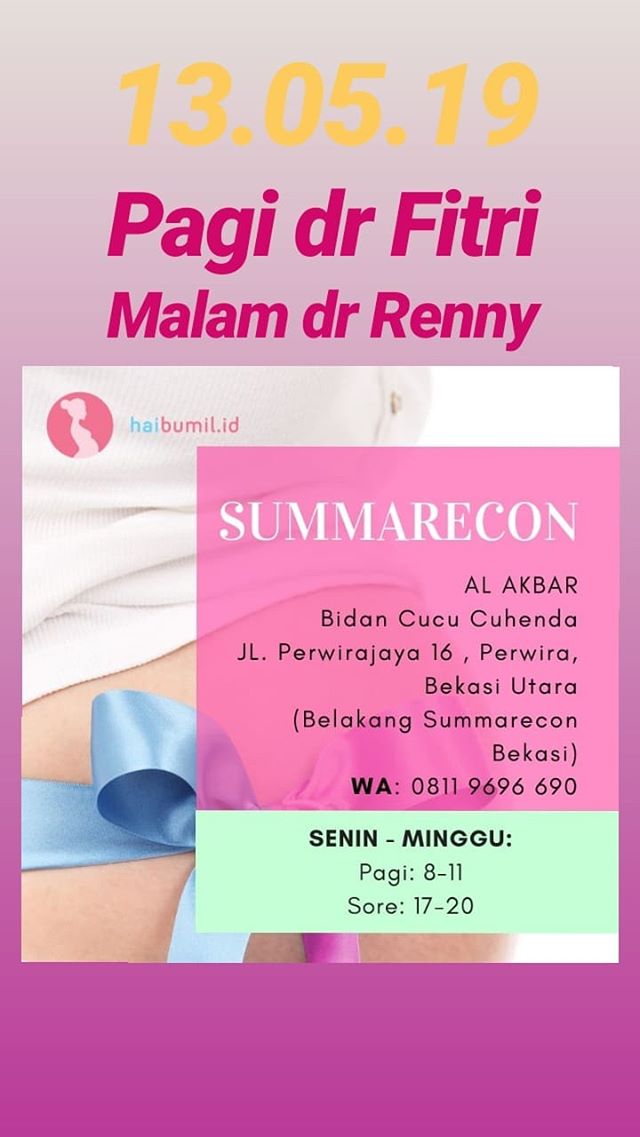 13.05.19
Pagi dr Fitri
Malam dr Renny
haibumil.id
SUMMARECON
AL AKBAR
Bidan Cucu Cuhenda
JL. Perwirajaya 16 , Perwira,
Bekasi Utara
(Belakang Summarecon
Bekasi)
WA: 0811 9696 690
SENIN - MINGGU:
Pagi: 8-11
Sore: 17-20